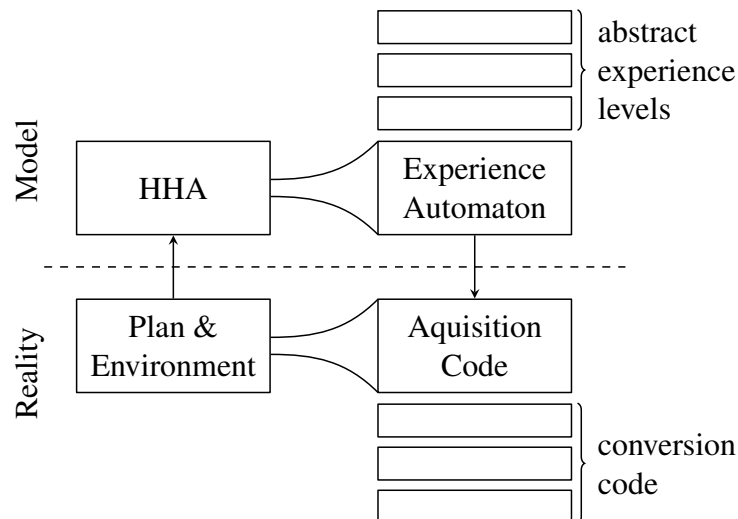 abstract
experience
levels
Model
HHA
Experience
Automaton
Reality
Plan &
Environment
Aquisition
Code
conversion
code